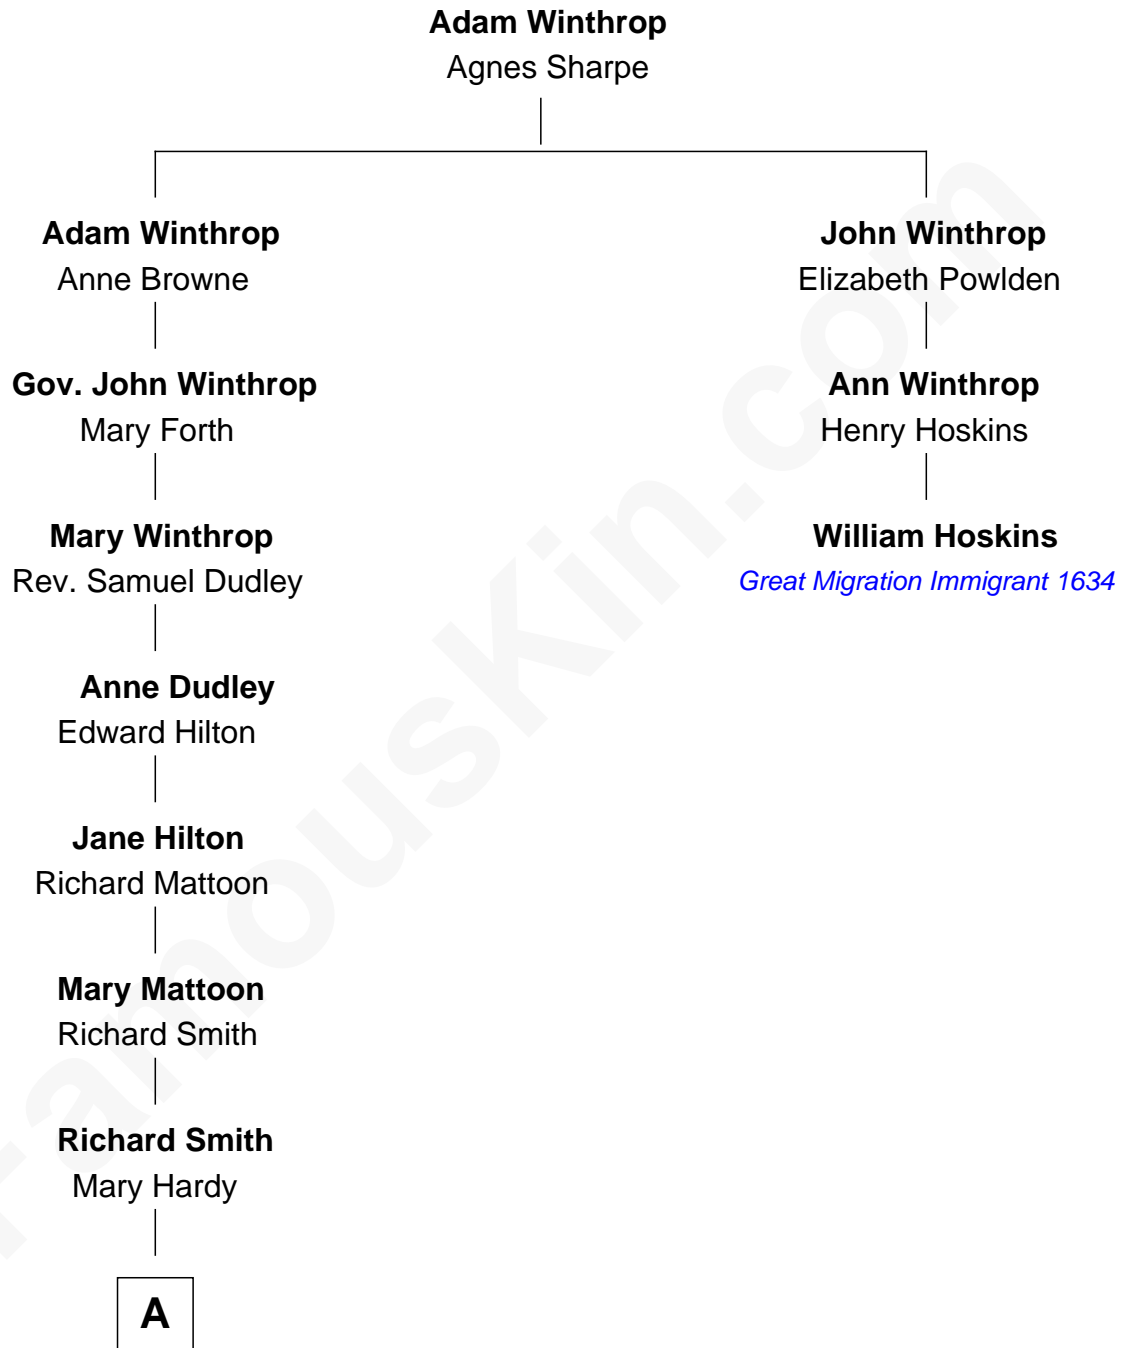 Adam Winthrop
Agnes Sharpe
Adam Winthrop
Anne Browne
John Winthrop
Elizabeth Powlden
Gov. John Winthrop
Mary Forth
Ann Winthrop
Henry Hoskins
Mary Winthrop
Rev. Samuel Dudley
William Hoskins
Great Migration Immigrant 1634
Anne Dudley
Edward Hilton
Jane Hilton
Richard Mattoon
Mary Mattoon
Richard Smith
Richard Smith
Mary Hardy
A
FamousKin.com